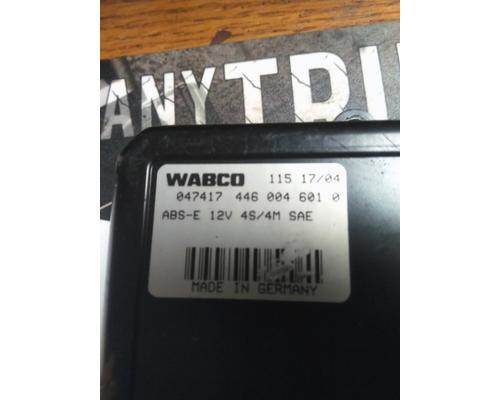 ANYTRU
WABCO 115 17/04
047417 446 004 601 0
ABS-E 12V 4S/4M SAE
MADE IN GERMANY